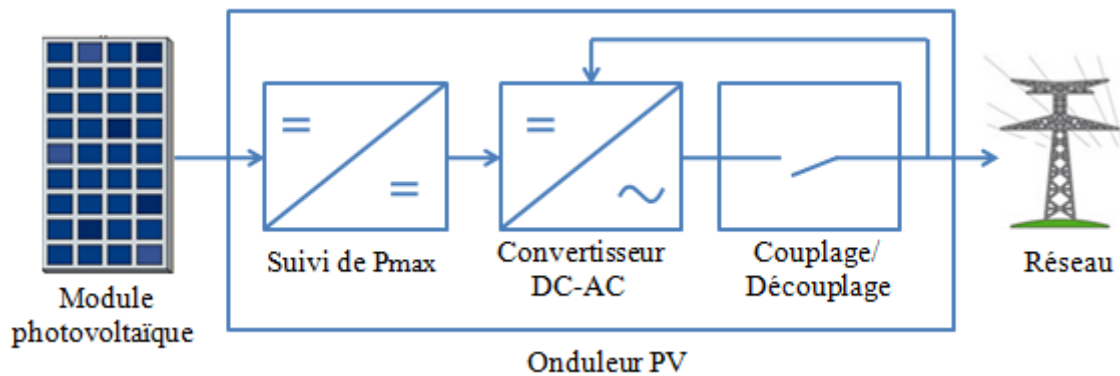 Module
photovoltaïque
Suivi de Pmax
Convertisseur
DC-AC
Couplage/
Découplage
Réseau
Onduleur PV